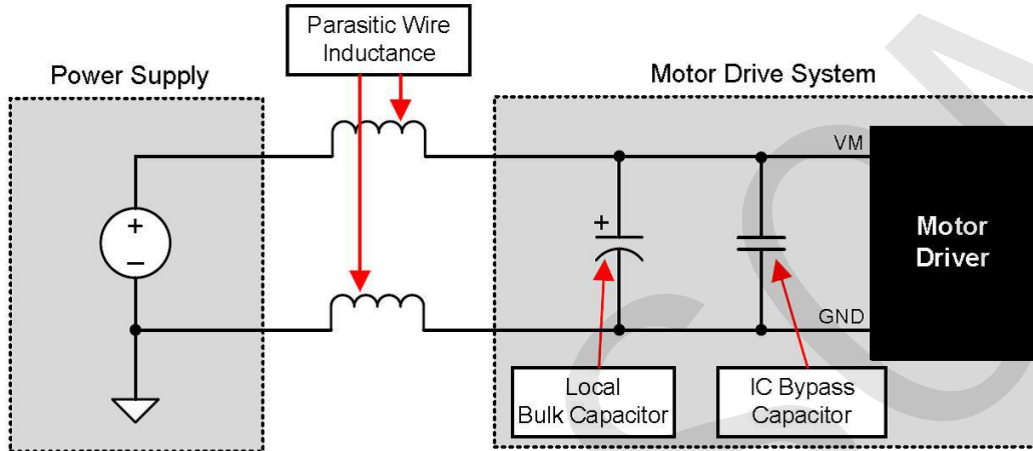 Parasitic Wire
Inductance
Power Supply
Motor Drive System
VM
+
–
+
Motor
Driver
GND
Local
Bulk Capacitor
IC Bypass
Capacitor